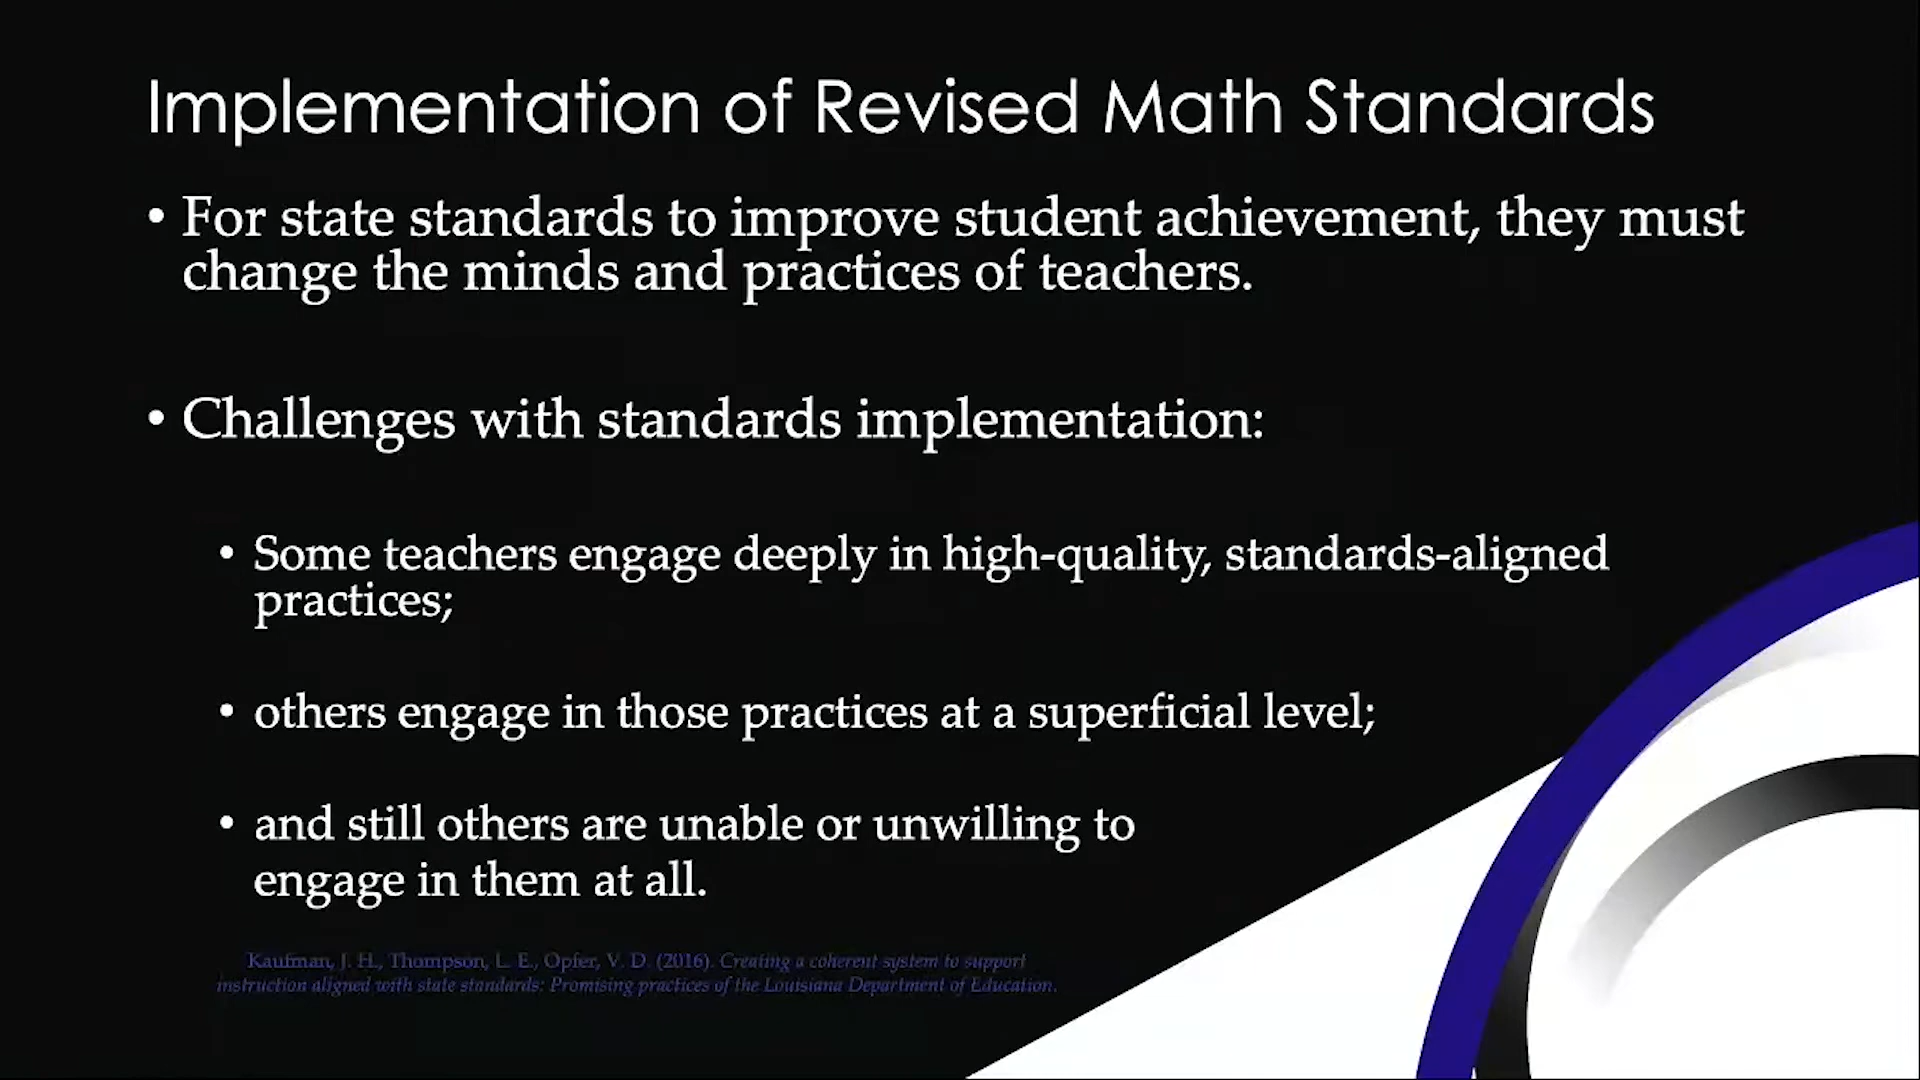 Implementation of Revised Math Standards
• For state standards to improve student achievement, they must
change the minds and practices of teachers.
• Challenges with standards implementation:
• Some teachers engage deeply in high-quality, standards-aligned
practices;
• others engage in those practices at a superficial level;
• and still others are unable or unwilling to
engage in them at all.
Kaufman, J. H., Thompson, L. E., Opfer, V. D. (2016). Creating a coherent system to support
instruction aligned with state standards: Promising practices of the Louisiana Department of Education.